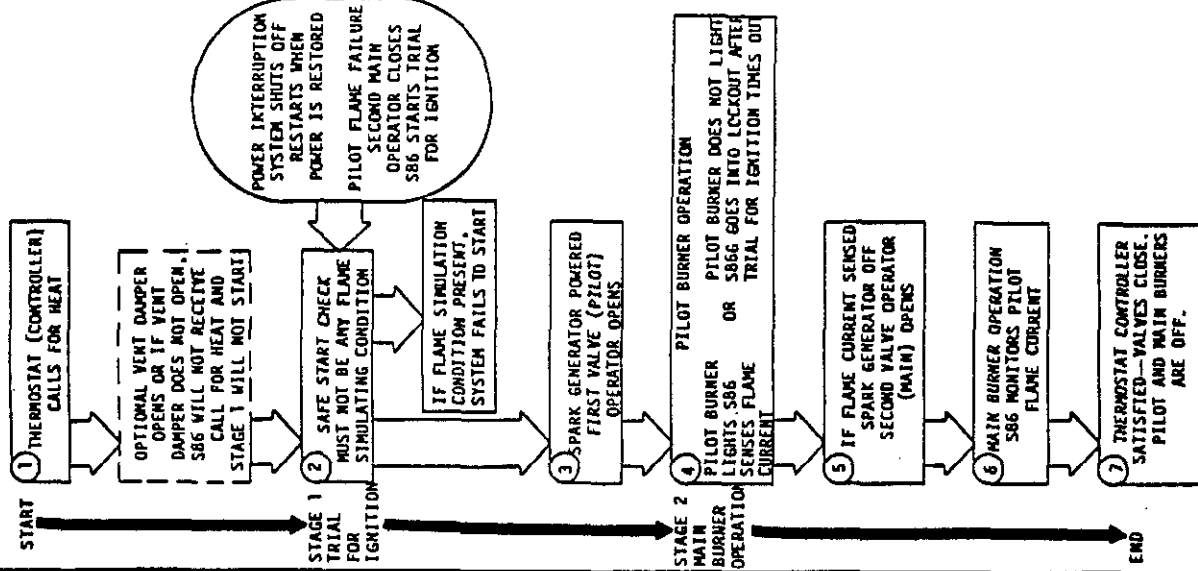 START
1 THERMOSTAT (CONTROLLER)
CALLS FOR HEAT
OPTIONAL VENT DAMPER
OPENS OR IF VENT
DAMPER DOES NOT OPEN,
S86 WILL NOT RECEIVE
CALL FOR HEAT AND
STAGE 1 WILL NOT START.
POWER INTERRUPTION
SYSTEM SHUTS OFF
RESTARTS WHEN
POWER IS RESTORED
PILOT FLAME FAILURE
SECOND MAIN
OPERATOR CLOSES
S86 STARTS TRIAL
FOR IGNITION
STAGE 1
TRIAL
FOR
IGNITION
2 SAFE START CHECK
MUST NOT BE ANY FLAME
SIMULATING CONDITION
IF FLAME SIMULATION
CONDITION PRESENT,
SYSTEM FAILS TO START
3 SPARK GENERATOR POWERED
FIRST VALVE (PILOT)
OPERATOR OPENS
STAGE 2
MAIN
BURNER
OPERATION
4 PILOT BURNER OPERATION
PILOT BURNER
LIGHTS S86
SENSES FLAME
CURRENT
OR
PILOT BURNER DOES NOT LIGHT
S86G GOES INTO LOCKOUT AFTER
TRIAL FOR IGNITION TIMES OUT
5 IF FLAME CURRENT SENSED
SPARK GENERATOR OFF
SECOND VALVE OPERATOR
(MAIN) OPENS
6 MAIN BURNER OPERATION
S86 MONITORS PILOT
FLAME CURRENT
7 THERMOSTAT CONTROLLER
SATISFIED—VALVES CLOSE.
PILOT AND MAIN BURNERS
ARE OFF.
END